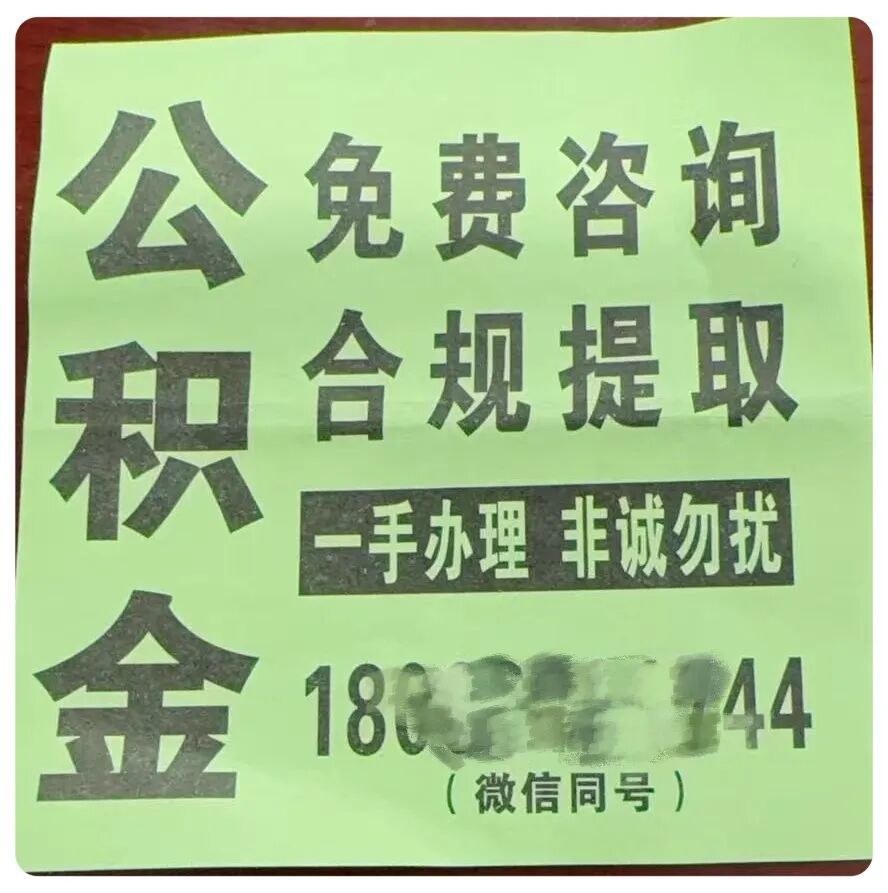 公积金
免费咨询
合规提取
一手办理 非诚勿扰
18 44
（微信同号）